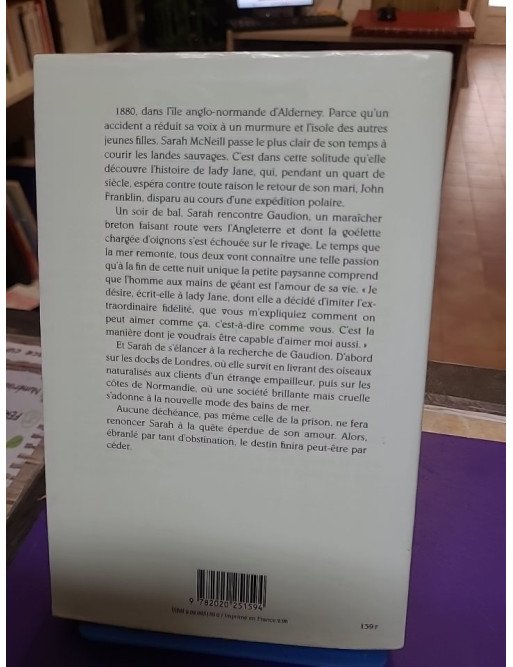 1880, dans l'île anglo-normande d'Alderney. Parce qu'un
accident a réduit sa voix à un murmure et l'isole des autres
jeunes filles, Sarah McNeill passe le plus clair de son temps à
courir les landes sauvages. C'est dans cette solitude qu'elle
découvre l'histoire de lady Jane, qui, pendant un quart de
siècle, espéra contre toute raison le retour de son mari, John
Franklin, disparu au cours d'une expédition polaire.
Un soir de bal, Sarah rencontre Gaudion, un maraîcher
breton faisant route vers l'Angleterre et dont la goélette
chargée d'oignons s'est échouée sur le rivage. Le temps que
la mer remonte, tous deux vont connaître une telle passion
qu'à la fin de cette nuit unique la petite paysanne comprend
que l'homme aux mains de géant est l'amour de sa vie. « Je
désire, écrit-elle à lady Jane, dont elle a décidé d'imiter l'ex-
traordinaire fidélité, que vous m'expliquiez comment on
peut aimer comme ça, c'est-à-dire comme vous. C'est la
manière dont je voudrais être capable d'aimer moi aussi. »
Et Sarah de s'élancer à la recherche de Gaudion. D'abord
sur les docks de Londres, où elle survit en livrant des oiseaux
naturalisés aux clients d'un étrange empailleur, puis sur les
côtes de Normandie, où une société brillante mais cruelle
s'adonne à la nouvelle mode des bains de mer.
Aucune déchéance, pas même celle de la prison, ne fera
renoncer Sarah à la quête éperdue de son amour. Alors,
ébranlé par tant d'obstination, le destin finira peut-être par
céder.
9 782020 251594
Imprimé en France
139 F